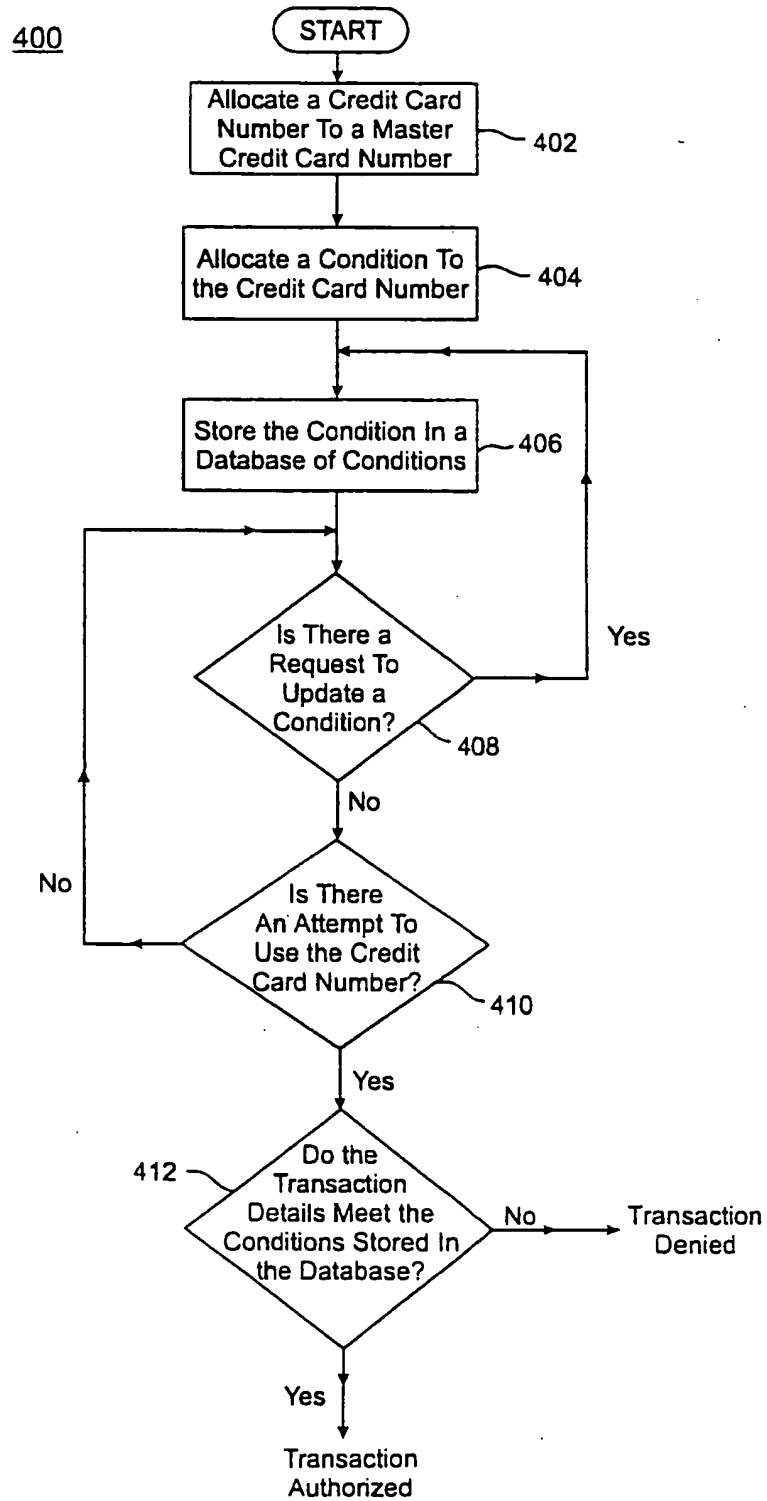 400
START
Allocate a Credit Card
Number To a Master
Credit Card Number
402
Allocate a Condition To
the Credit Card Number
404
Store the Condition In a
Database of Conditions
406
Is There a
Request To
Update a
Condition?
408
Yes
No
Is There
An Attempt To
Use the Credit
Card Number?
410
No
Yes
412
Do the
Transaction
Details Meet the
Conditions Stored In
the Database?
No
Transaction
Denied
Yes
Transaction
Authorized